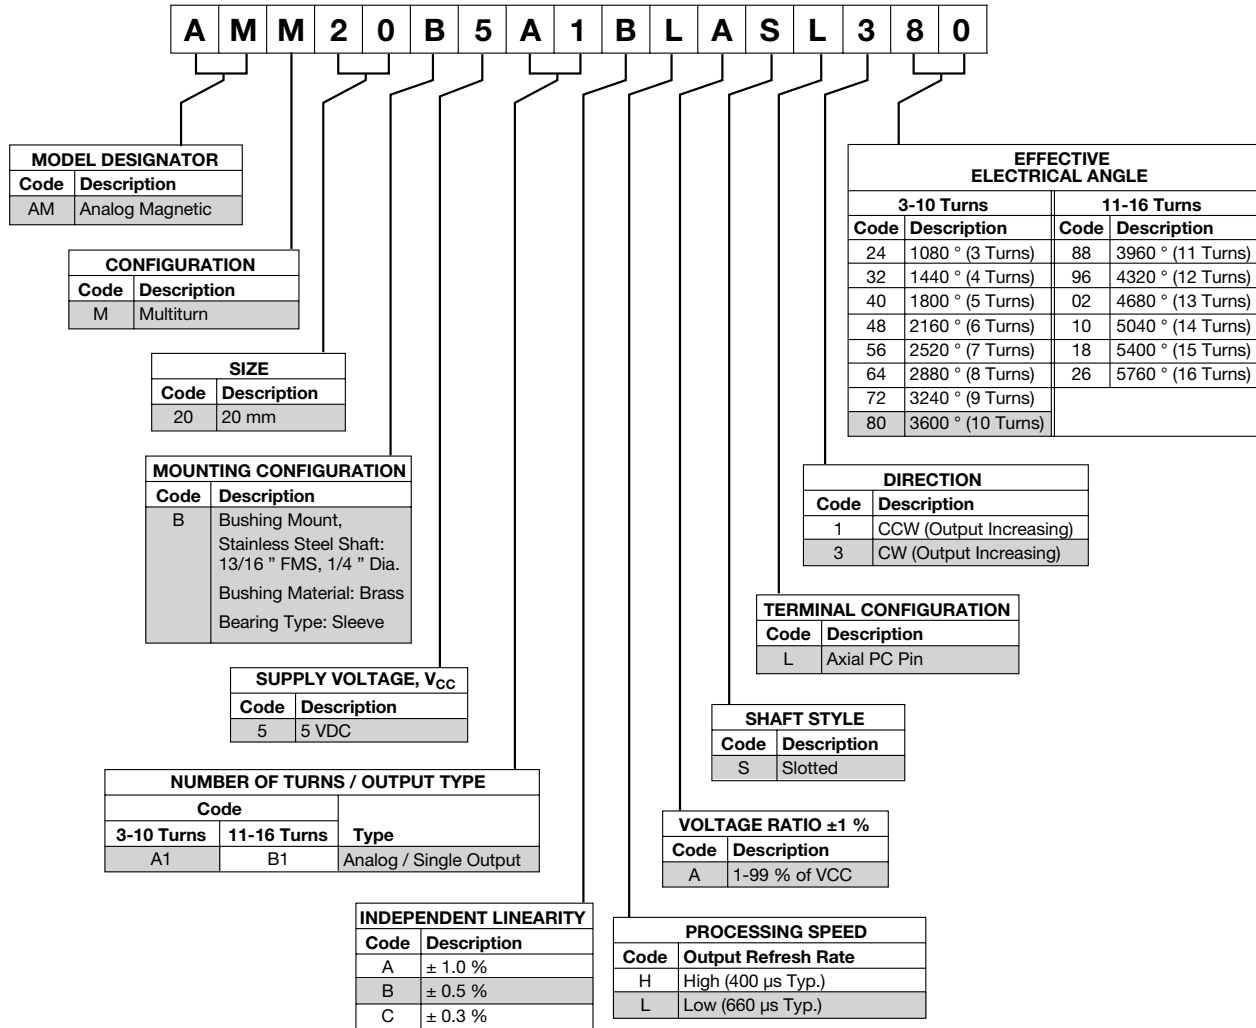 A M M 2 0 B 5 A 1 B L A S L 3 8 0
MODEL DESIGNATOR
Code Description
AM Analog Magnetic
CONFIGURATION
Code Description
M Multiturn
SIZE
Code Description
20 20 mm
MOUNTING CONFIGURATION
Code Description
B Bushing Mount,
Stainless Steel Shaft:
13/16 ” FMS, 1/4 ” Dia.
Bushing Material: Brass
Bearing Type: Sleeve
SUPPLY VOLTAGE, VCC
Code Description
5 5 VDC
NUMBER OF TURNS / OUTPUT TYPE
Code
3-10 Turns 11-16 Turns Type
A1 B1 Analog / Single Output
INDEPENDENT LINEARITY
Code Description
A ± 1.0 %
B ± 0.5 %
C ± 0.3 %
PROCESSING SPEED
Code Output Refresh Rate
H High (400 µs Typ.)
L Low (660 µs Typ.)
VOLTAGE RATIO ±1 %
Code Description
A 1-99 % of VCC
SHAFT STYLE
Code Description
S Slotted
TERMINAL CONFIGURATION
Code Description
L Axial PC Pin
DIRECTION
Code Description
1 CCW (Output Increasing)
3 CW (Output Increasing)
EFFECTIVE
ELECTRICAL ANGLE
3-10 Turns 11-16 Turns
Code Description Code Description
24 1080 ° (3 Turns) 88 3960 ° (11 Turns)
32 1440 ° (4 Turns) 96 4320 ° (12 Turns)
40 1800 ° (5 Turns) 02 4680 ° (13 Turns)
48 2160 ° (6 Turns) 10 5040 ° (14 Turns)
56 2520 ° (7 Turns) 18 5400 ° (15 Turns)
64 2880 ° (8 Turns) 26 5760 ° (16 Turns)
72 3240 ° (9 Turns)
80 3600 ° (10 Turns)